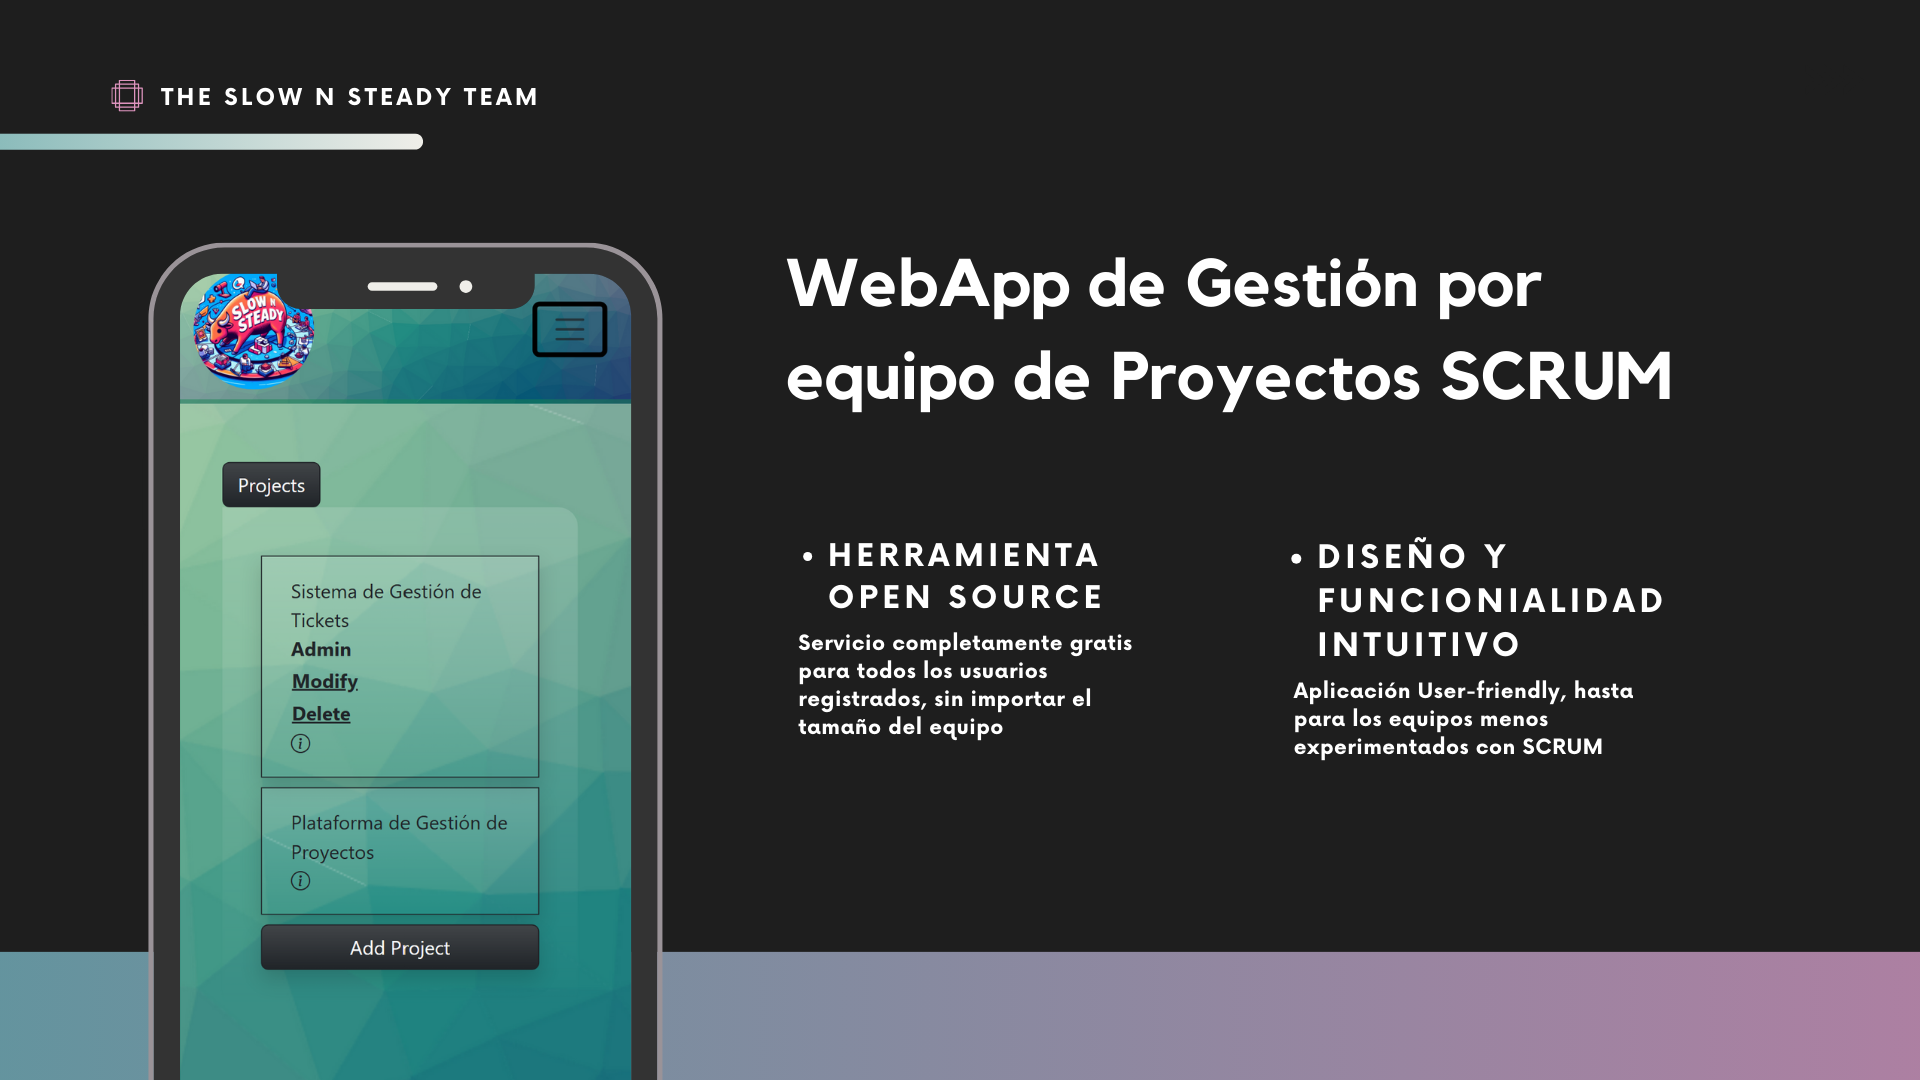 THE SLOW N STEADY TEAM
SLOW N
STEADY
Projects
Sistema de Gestión de
Tickets
Admin
Modify
Delete
Plataforma de Gestión de
Proyectos
Add Project
WebApp de Gestión por
equipo de Proyectos SCRUM
• HERRAMIENTA
OPEN SOURCE
Servicio completamente gratis
para todos los usuarios
registrados, sin importar el
tamaño del equipo
• DISEÑO Y
FUNCIONIALIDAD
INTUITIVO
Aplicación User-friendly, hasta
para los equipos menos
experimentados con SCRUM